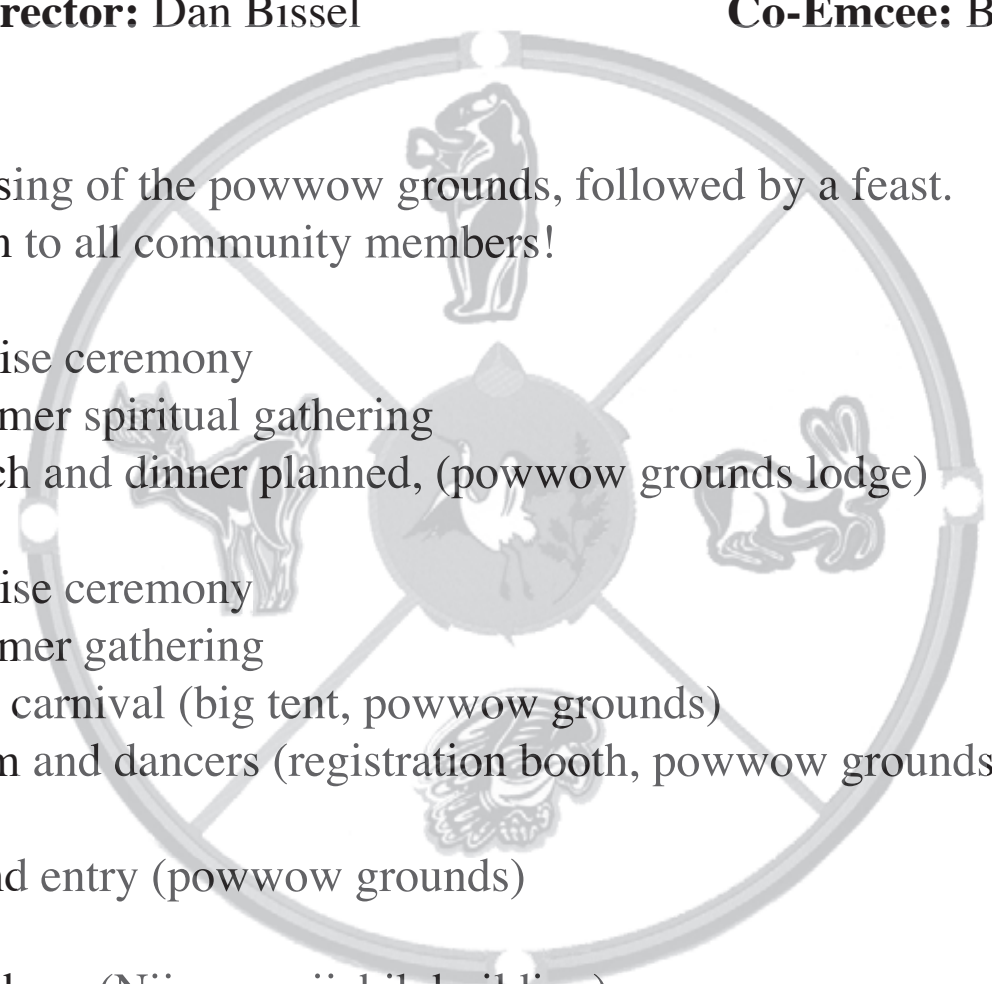 rector: Dan Bissel Co-Emcee: B
sing of the powwow grounds, followed by a feast.
n to all community members!
ise ceremony
mer spiritual gathering
ch and dinner planned, (powwow grounds lodge)
ise ceremony
mer gathering
carnival (big tent, powwow grounds)
m and dancers (registration booth, powwow grounds
nd entry (powwow grounds)